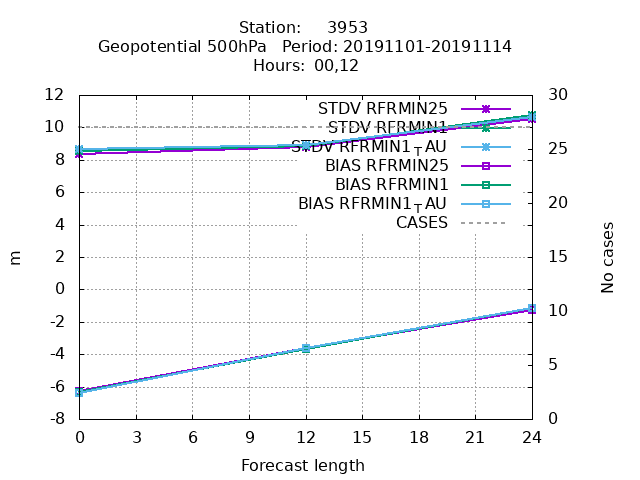 Station: 3953
Geopotential 500hPa Period: 20191101-20191114
Hours: 00,12
12
10
8
6
4
2
0
-2
-4
-6
-8
30
25
20
15
10
5
0
STDV RFRMIN25
STDV RFRMIN1
STDV RFRMIN1TAU
BIAS RFRMIN25
BIAS RFRMIN1
BIAS RFRMIN1TAU
CASES
m
No cases
0 3 6 9 12 15 18 21 24
Forecast length